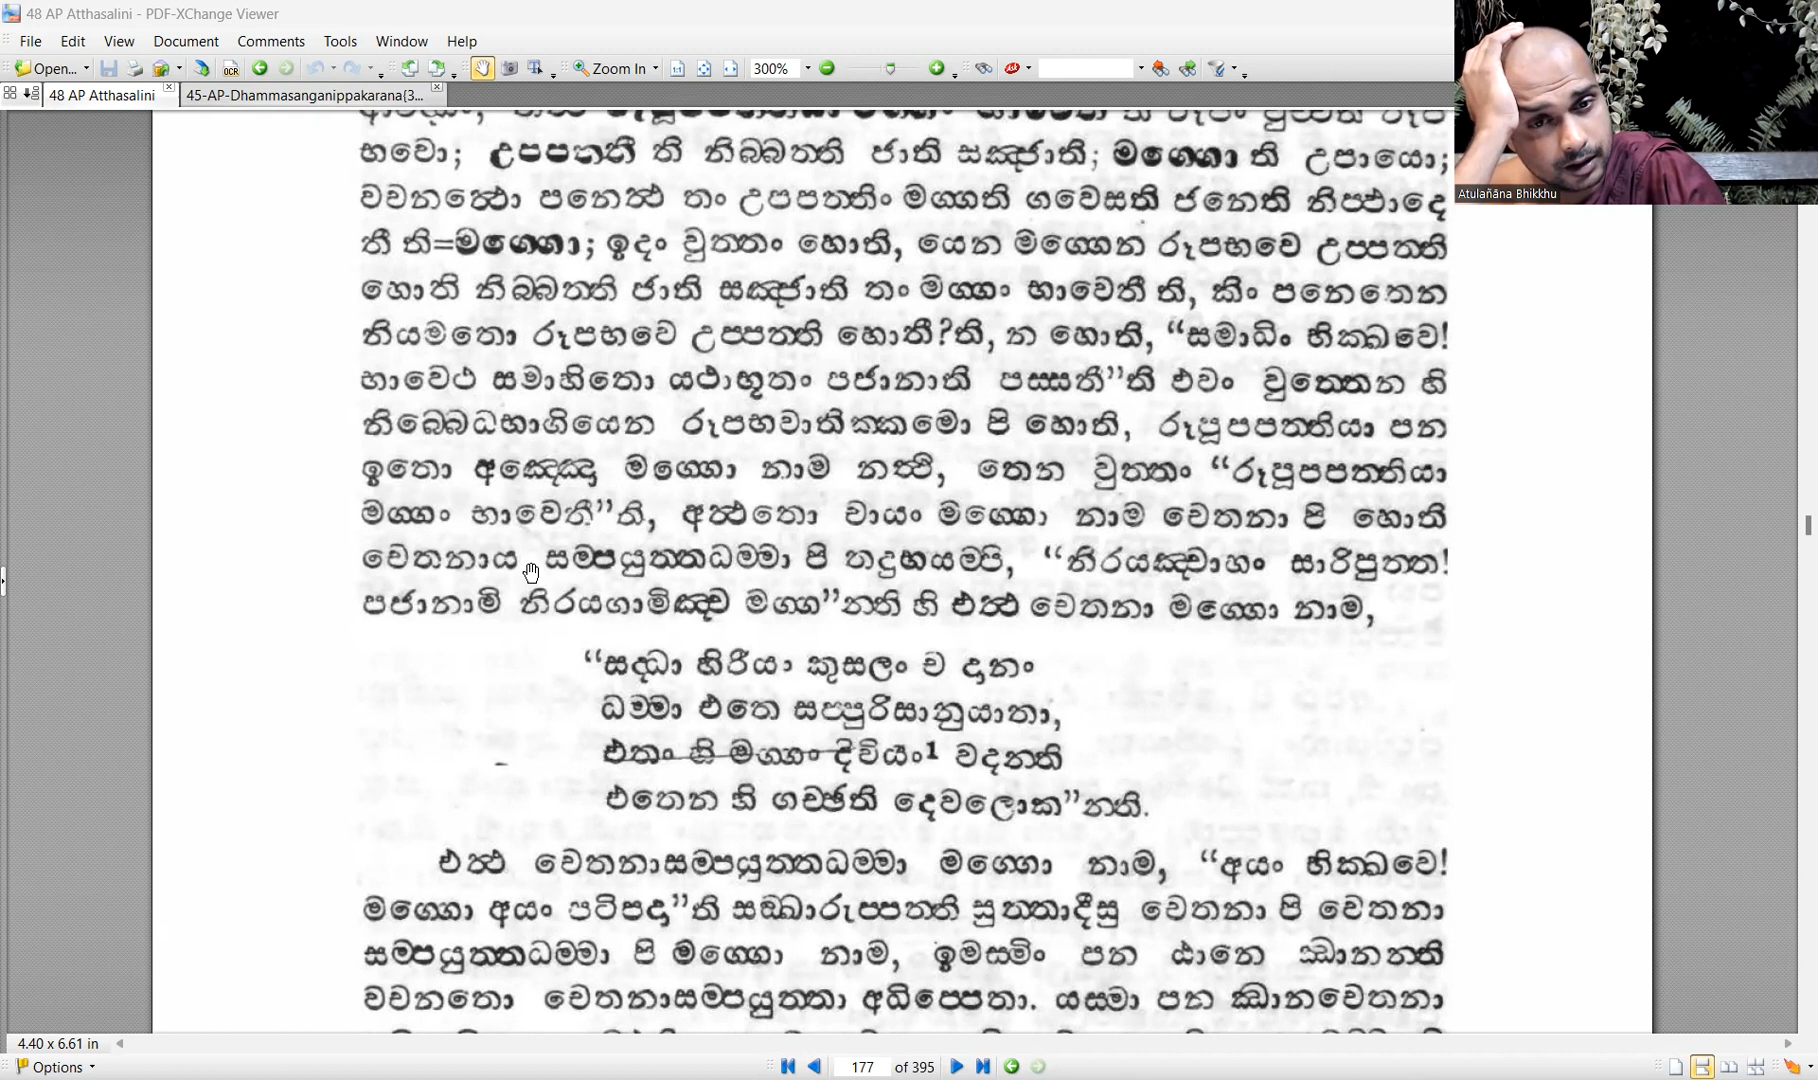 48 AP Atthasalini - PDF-XChange Viewer
File Edit View Document Comments Tools Window Help
Open... OCR Zoom In 300%
48 AP Atthasalini 45-AP-Dhammasanganippakarana{3...
Atulañāna Bhikkhu
භවො; උපපත්තී ති නිබ්බත්ති ජාති සඤ්ජාති; මග්ගො ති උපායො;
වචනත්ථො පනෙත්ථ තං උපපත්තිං මග්ගති ගවෙසති ජනෙති නිප්ඵාදෙ
තී ති=මග්ගො; ඉදං වුත්තං හොති, යෙන මග්ගෙන රූපභවෙ උප්පත්ති
හොති නිබ්බත්ති ජාති සඤ්ජාති තං මග්ගං භාවෙතී ති, කිං පනෙතෙන
නියමතො රූපභවෙ උප්පත්ති හොතී?ති, න හොති, “සමාධිං භික්ඛවෙ!
භාවෙථ සමාහිතො යථාභූතං පජානාති පස්සතී”ති එවං වුත්තෙන හි
නිබ්බෙධභාගියෙන රූපභවාතික්කමො පි හොති, රූපූපපත්තියා පන
ඉතො අඤ්ඤො මග්ගො නාම නත්ථි, තෙන වුත්තං “රූපූපපත්තියා
මග්ගං භාවෙතී”ති, අත්ථතො චායං මග්ගො නාම චෙතනා පි හොති
චෙතනාය සම්පයුත්තධම්මා පි තදුභයම්පි, “නිරයඤ්චාහං සාරිපුත්ත!
පජානාමි නිරයගාමිඤ්ච මග්ග”න්ති හි එත්ථ චෙතනා මග්ගො නාම,
“සද්ධා හිරියා කුසලං ච දානං
ධම්මා එතෙ සප්පුරිසානුයාතා,
එතං හි මග්ගං දිවියං1 වදන්ති
එතෙන හි ගච්ඡති දෙවලොක”න්ති.
එත්ථ චෙතනාසම්පයුත්තධම්මා මග්ගො නාම, “අයං භික්ඛවෙ!
මග්ගො අයං පටිපදා”ති සඞ්ඛාරුප්පත්ති සුත්තාදීසු චෙතනා පි චෙතනා
සම්පයුත්තධම්මා පි මග්ගො නාම, ඉමස්මිං පන ඨානෙ ඣානන්ති
වචනතො චෙතනාසම්පයුත්තා අධිප්පෙතා. යස්මා පන ඣානචෙතනා
4.40 x 6.61 in
Options 177 of 395